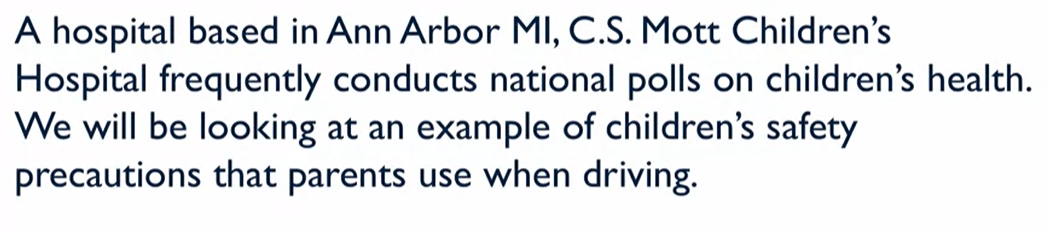 A hospital based in Ann Arbor MI, C.S. Mott Children's
Hospital frequently conducts national polls on children's health.
We will be looking at an example of children's safety
precautions that parents use when driving.